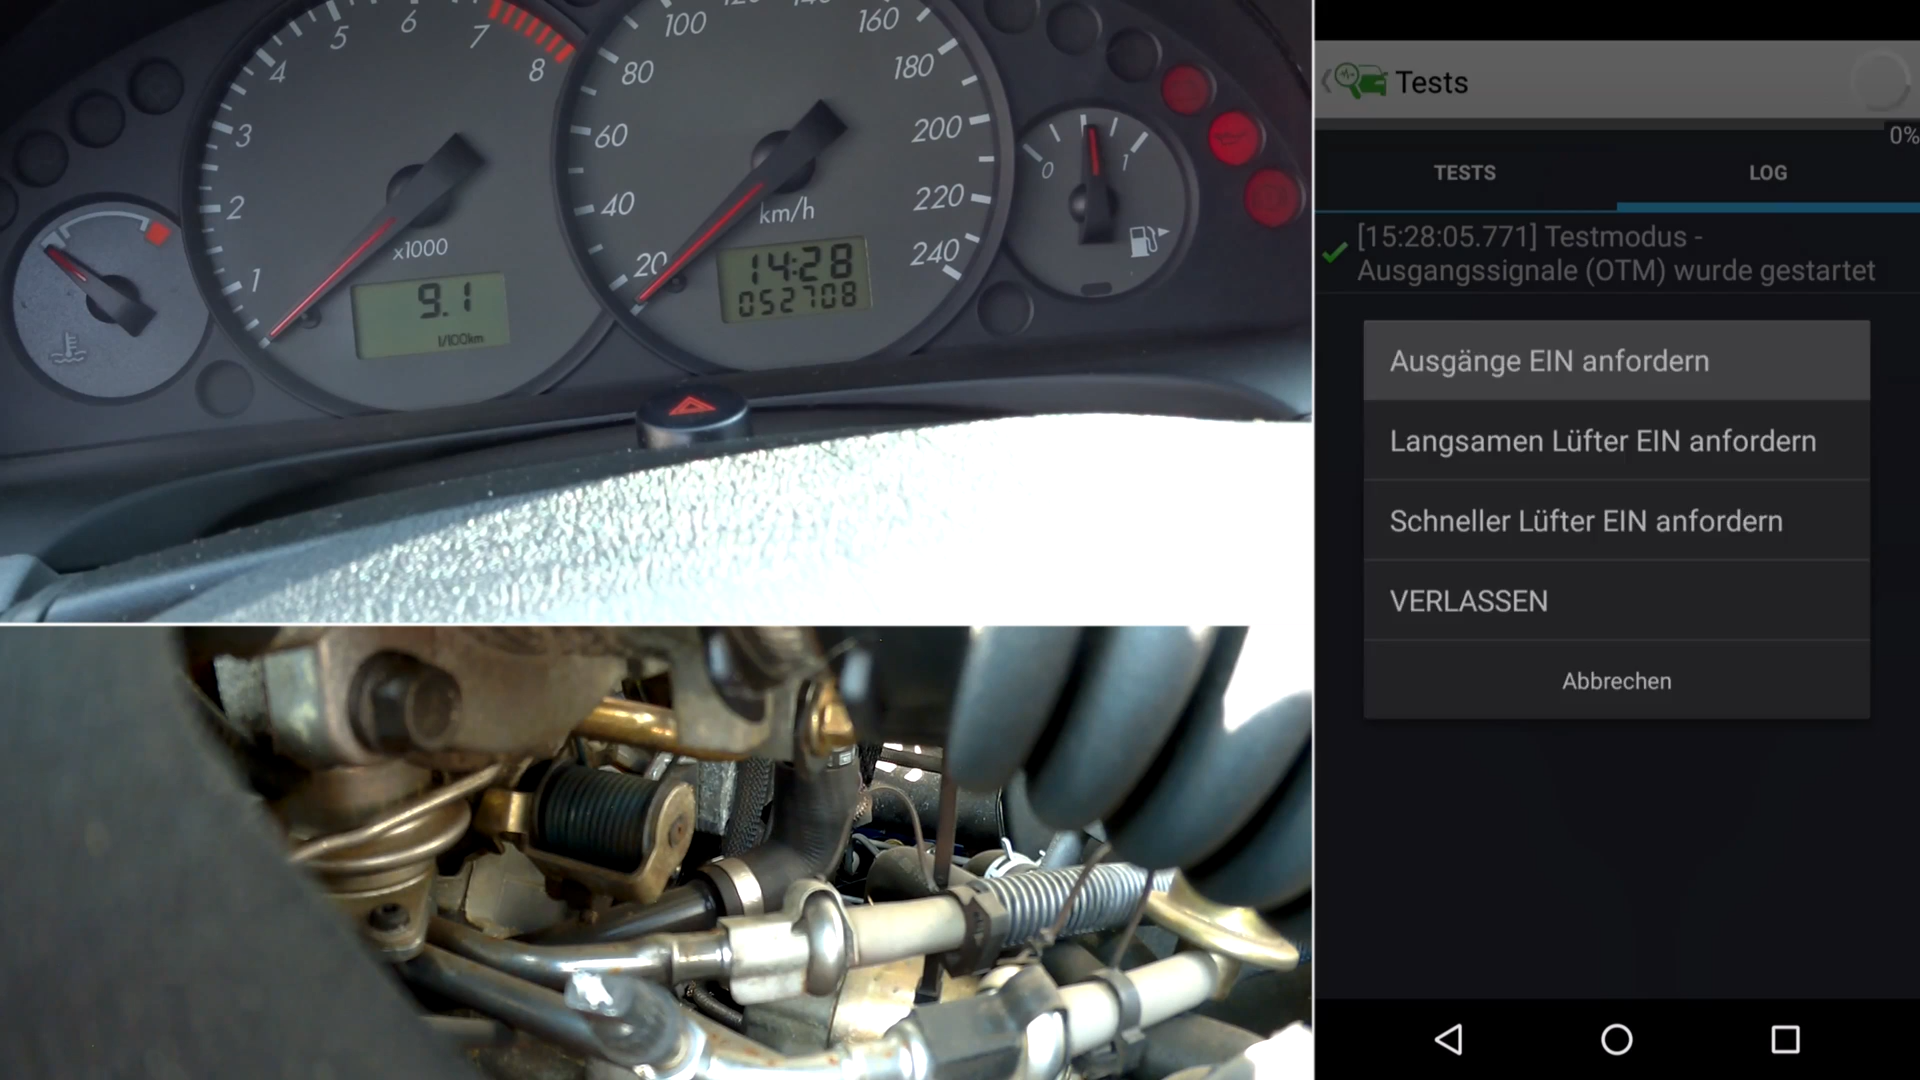 1
2
3
4
5
6
7
8
x1000
9.1
l/100km
20
40
60
80
100
160
180
200
220
240
km/h
14:28
052708
0
1
Tests
0%
TESTS
LOG
[15:28:05.771] Testmodus -
Ausgangssignale (OTM) wurde gestartet
Ausgänge EIN anfordern
Langsamen Lüfter EIN anfordern
Schneller Lüfter EIN anfordern
VERLASSEN
Abbrechen